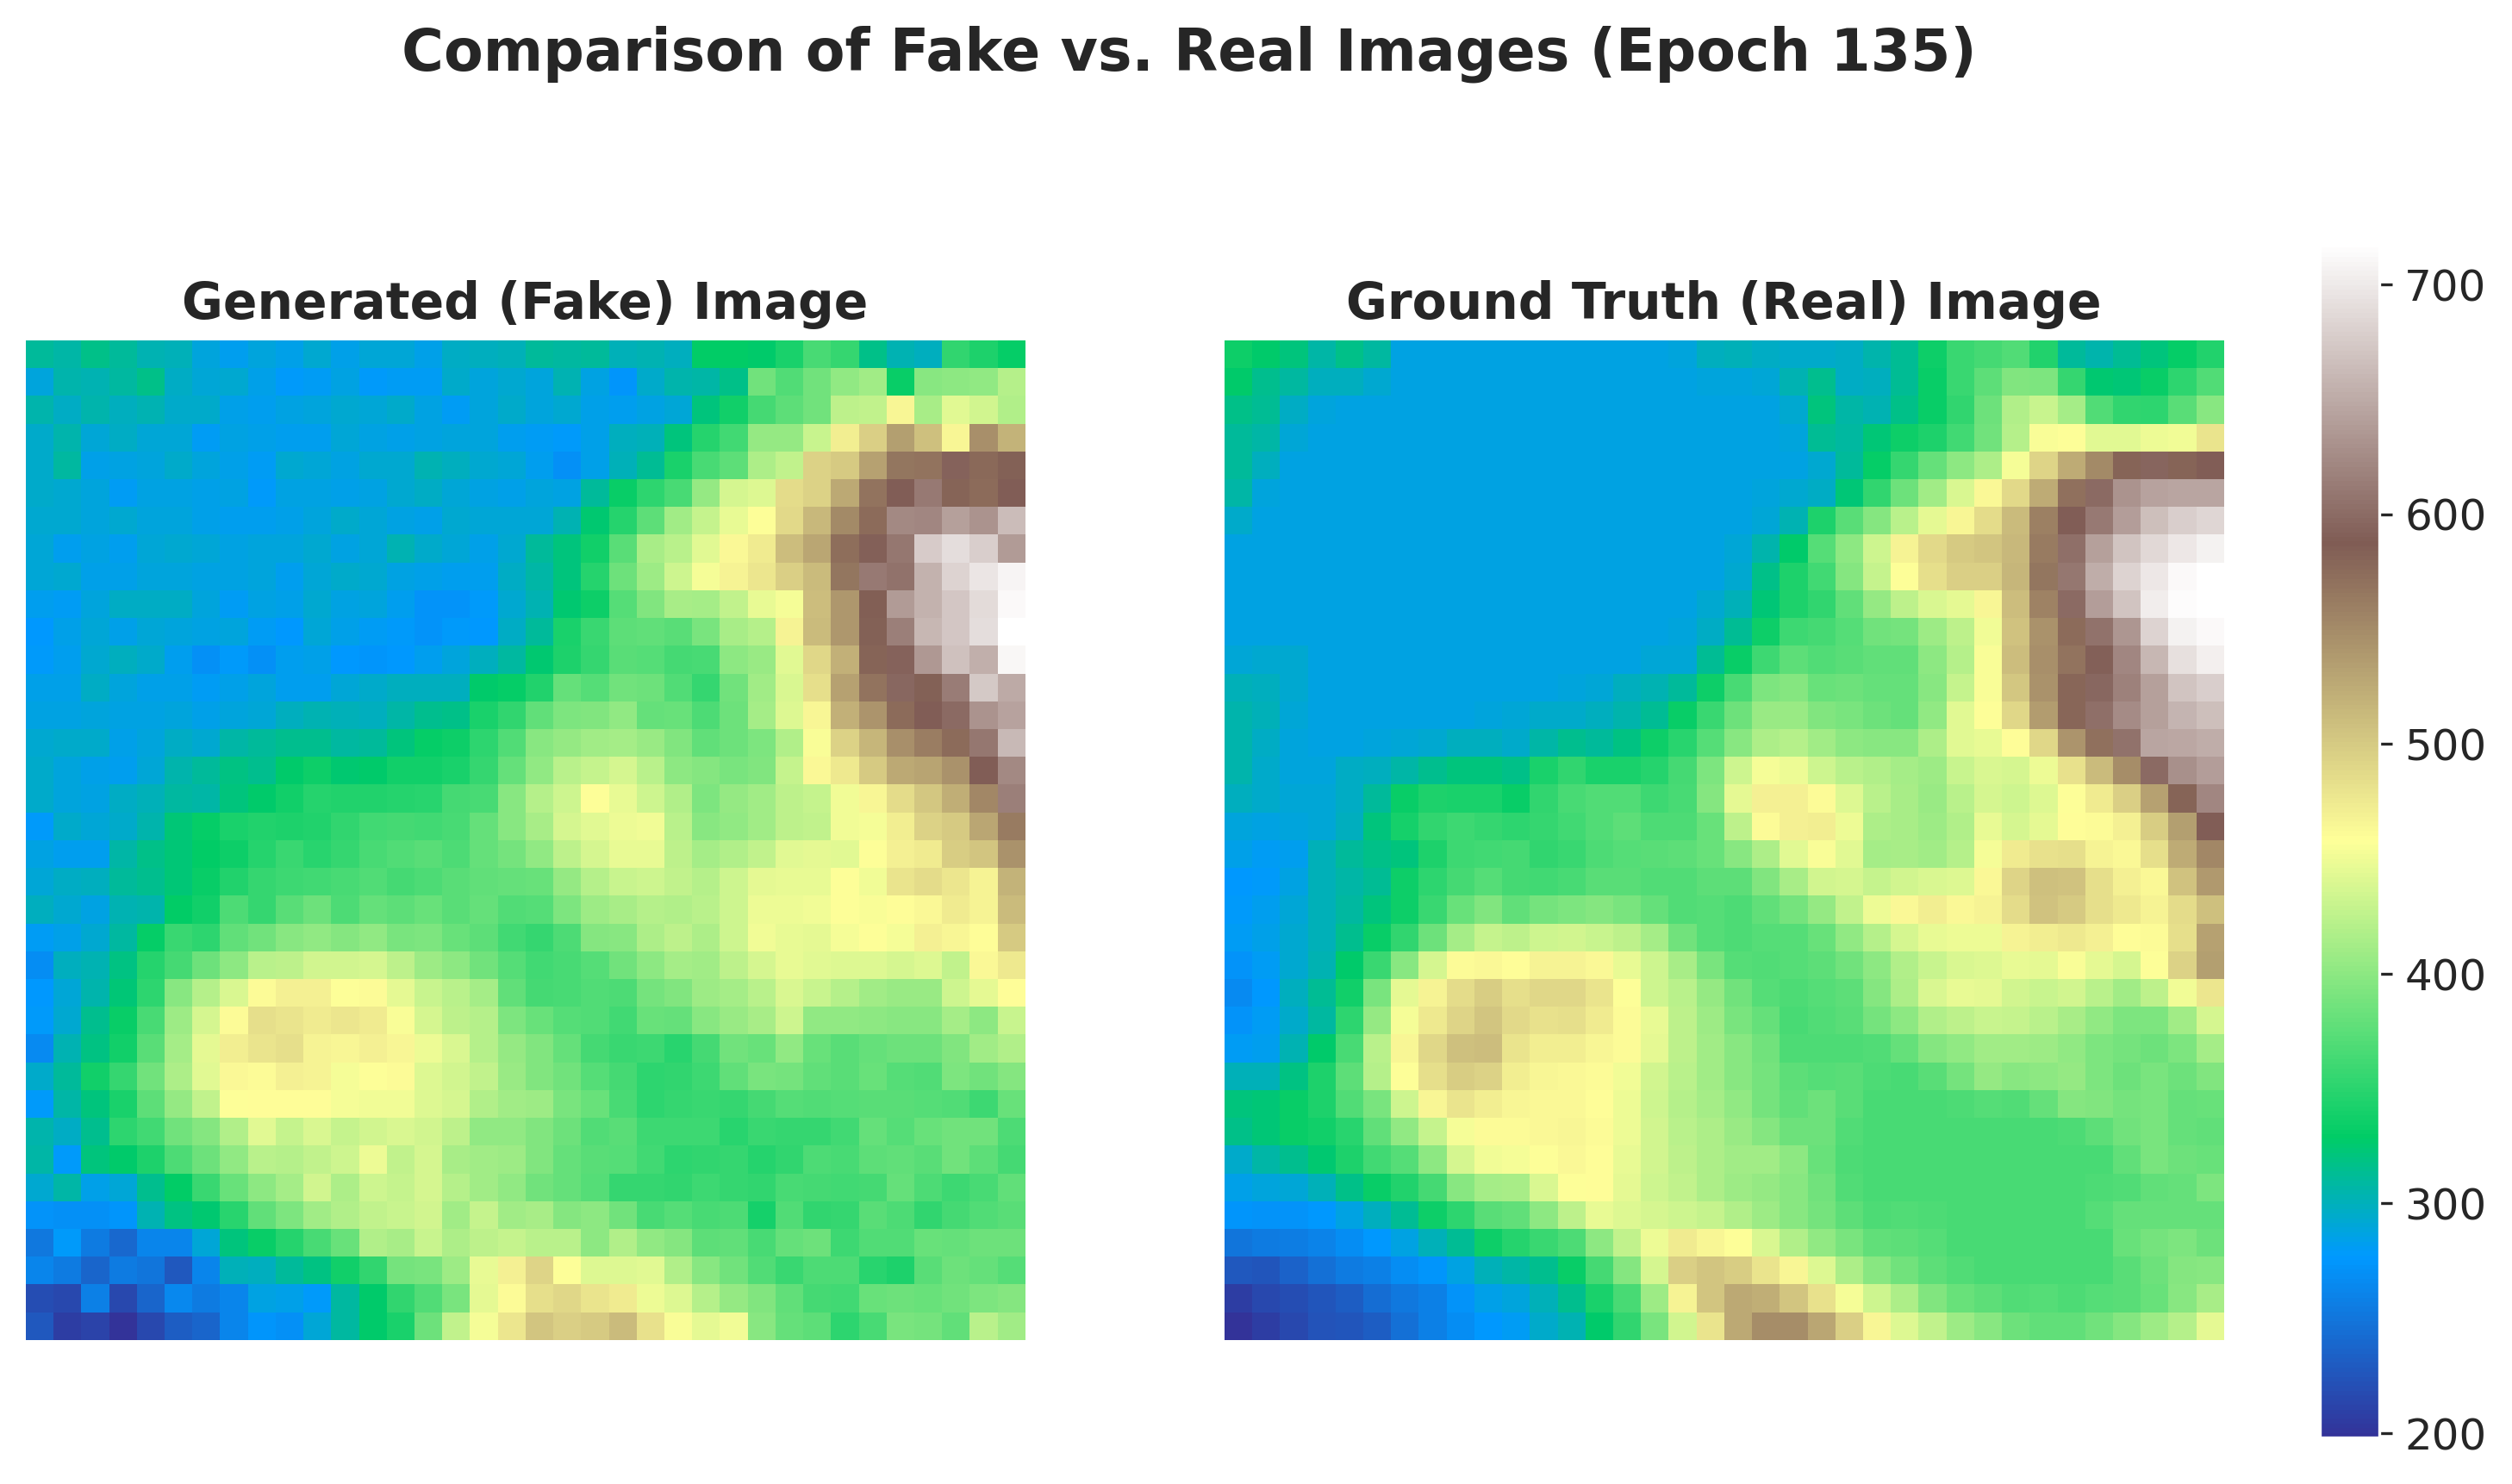 Comparison of Fake vs. Real Images (Epoch 135)
Generated (Fake) Image
Ground Truth (Real) Image
700
600
500
400
300
200